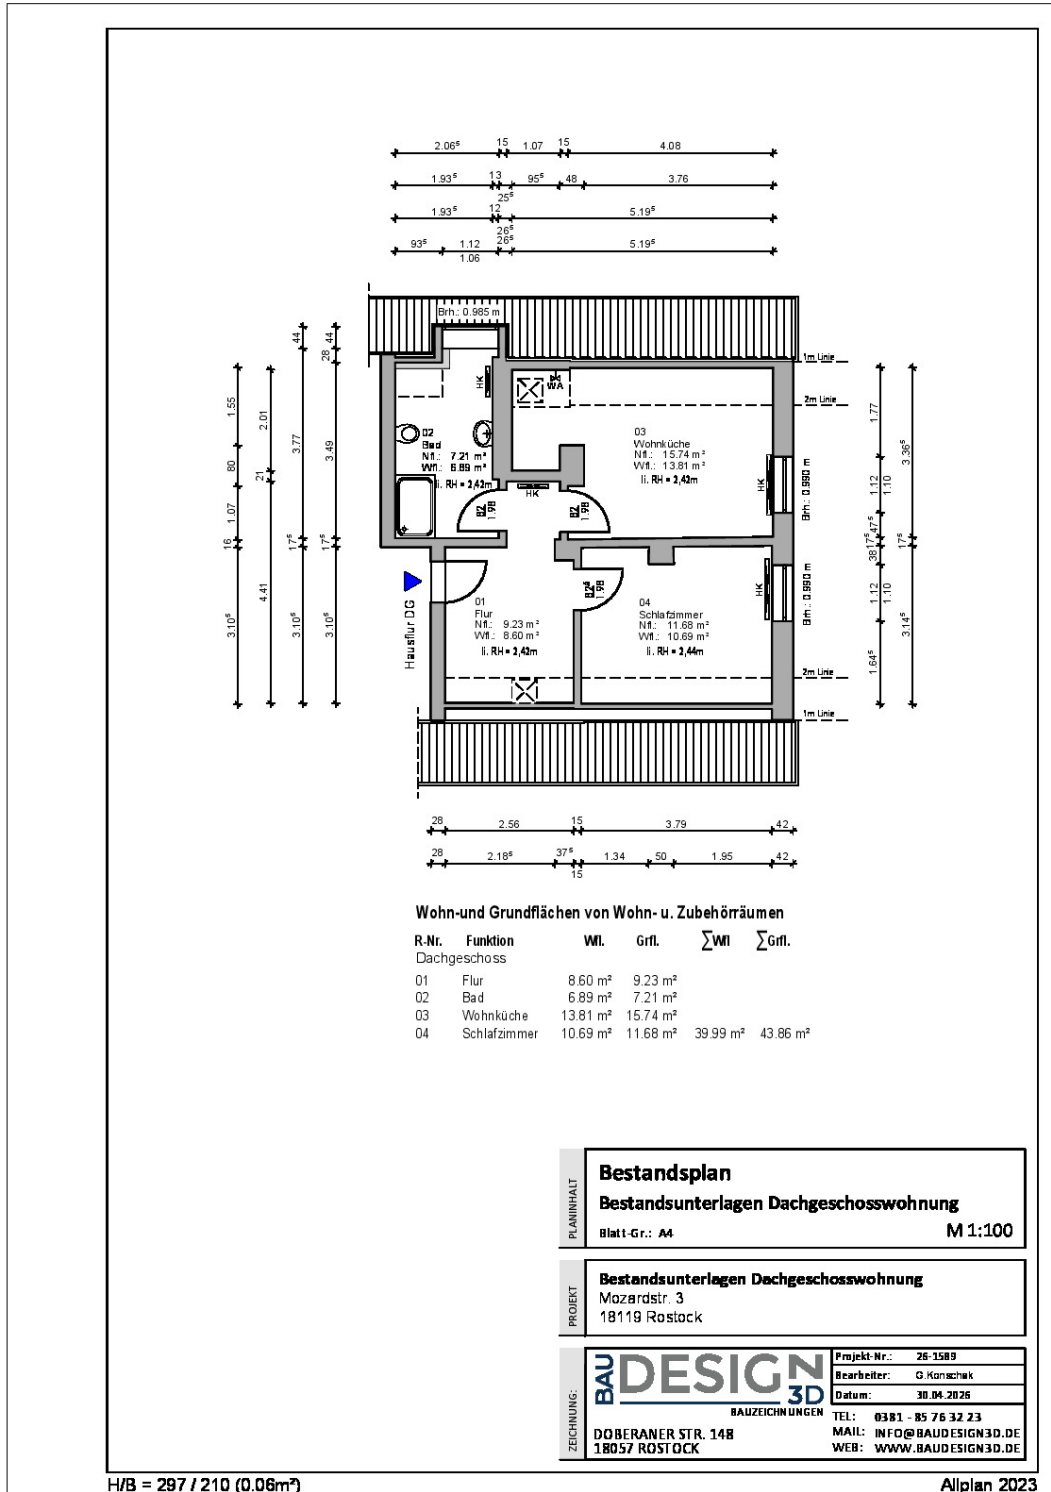 2.06⁵ 15 1.07 15 4.08
1.93⁵ 13 95⁵ 48 3.76
25⁵
1.93⁵ 12 5.19⁵
26⁵
93⁵ 1.12 26⁵ 5.19⁵
1.06
Brh.: 0.985 m
1m Linie
2m Linie
44 44
28
1.55 2.01 3.77 3.49
80 21
1.07
16 17⁵ 17⁵
3.10⁵ 4.41 3.10⁵ 3.10⁵
HK
WA
02
Bad
Nfl.: 7.21 m²
Wfl.: 6.89 m²
li. RH = 2,42m
03
Wohnküche
Nfl.: 15.74 m²
Wfl.: 13.81 m²
li. RH = 2,42m
HK
HK
Brh.: 0.990 m
82
1.98
82
1.98
1.77 3.36⁵
1.12 1.10
47⁵
17⁵ 17⁵
38
1.12 1.10
1.64⁵ 3.14⁵
Hausflur DG
01
Flur
Nfl.: 9.23 m²
Wfl.: 8.60 m²
li. RH = 2,42m
82⁵
1.98
04
Schlafzimmer
Nfl.: 11.68 m²
Wfl.: 10.69 m²
li. RH = 2,44m
HK
Brh.: 0.990 m
2m Linie
1m Linie
28 2.56 15 3.79 42
28 2.18⁵ 37⁵ 1.34 50 1.95 42
15
Wohn-und Grundflächen von Wohn- u. Zubehörräumen
R-Nr. Funktion Wfl. Grfl. ∑Wfl ∑Grfl.
Dachgeschoss
01 Flur 8.60 m² 9.23 m²
02 Bad 6.89 m² 7.21 m²
03 Wohnküche 13.81 m² 15.74 m²
04 Schlafzimmer 10.69 m² 11.68 m² 39.99 m² 43.86 m²
PLANINHALT
Bestandsplan
Bestandsunterlagen Dachgeschosswohnung
Blatt-Gr.: A4 M 1:100
PROJEKT
Bestandsunterlagen Dachgeschosswohnung
Mozardstr. 3
18119 Rostock
ZEICHNUNG:
BAU DESIGN 3D
BAUZEICHNUNGEN
DOBERANER STR. 148
18057 ROSTOCK
Projekt-Nr.: 26-1589
Bearbeiter: G.Konschak
Datum: 30.04.2026
TEL: 0381 - 85 76 32 23
MAIL: INFO@BAUDESIGN3D.DE
WEB: WWW.BAUDESIGN3D.DE
H/B = 297 / 210 (0.06m²) Allplan 2023